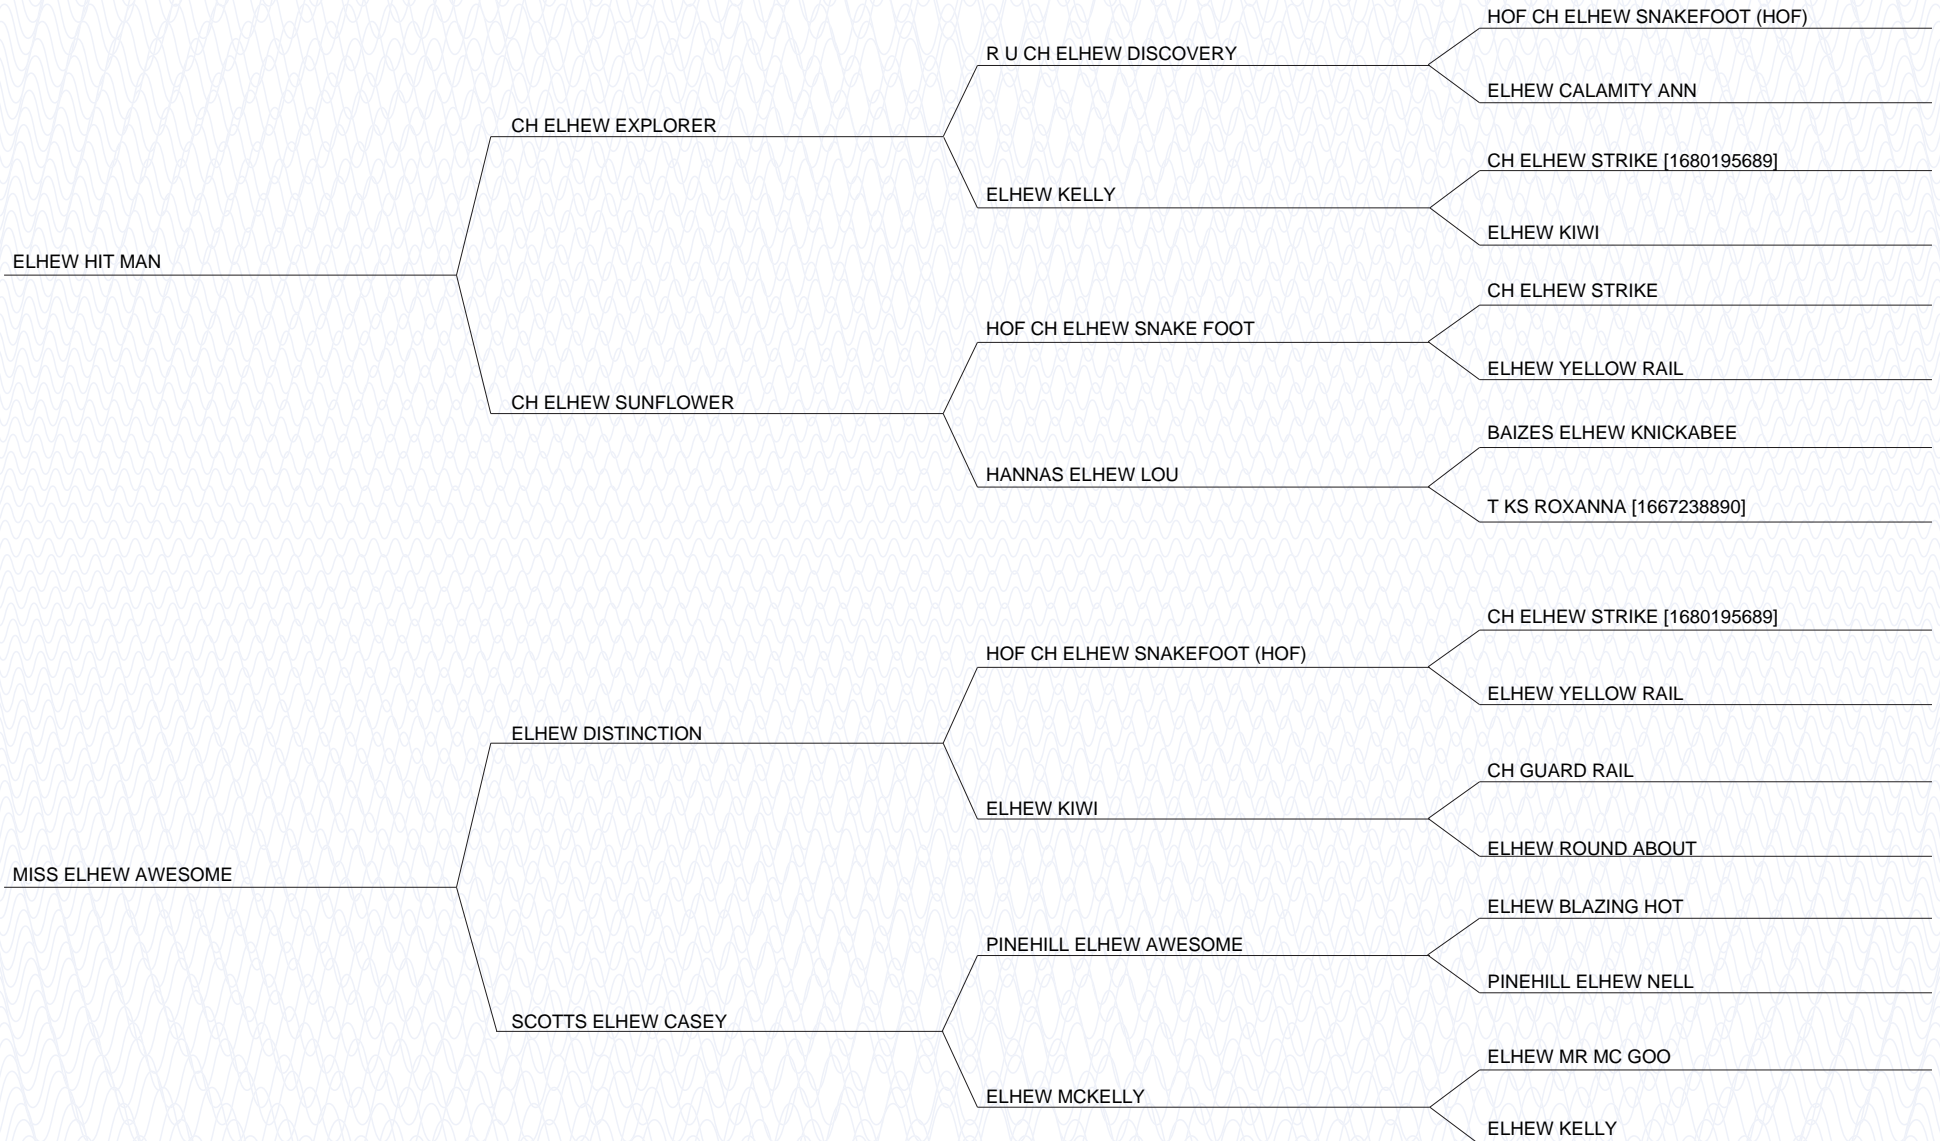 HOF CH ELHEW SNAKEFOOT (HOF)
R U CH ELHEW DISCOVERY
ELHEW CALAMITY ANN
CH ELHEW EXPLORER
CH ELHEW STRIKE [1680195689]
ELHEW KELLY
ELHEW KIWI
ELHEW HIT MAN
CH ELHEW STRIKE
HOF CH ELHEW SNAKE FOOT
ELHEW YELLOW RAIL
CH ELHEW SUNFLOWER
BAIZES ELHEW KNICKABEE
HANNAS ELHEW LOU
T KS ROXANNA [1667238890]
CH ELHEW STRIKE [1680195689]
HOF CH ELHEW SNAKEFOOT (HOF)
ELHEW YELLOW RAIL
ELHEW DISTINCTION
CH GUARD RAIL
ELHEW KIWI
ELHEW ROUND ABOUT
MISS ELHEW AWESOME
ELHEW BLAZING HOT
PINEHILL ELHEW AWESOME
PINEHILL ELHEW NELL
SCOTTS ELHEW CASEY
ELHEW MR MC GOO
ELHEW MCKELLY
ELHEW KELLY